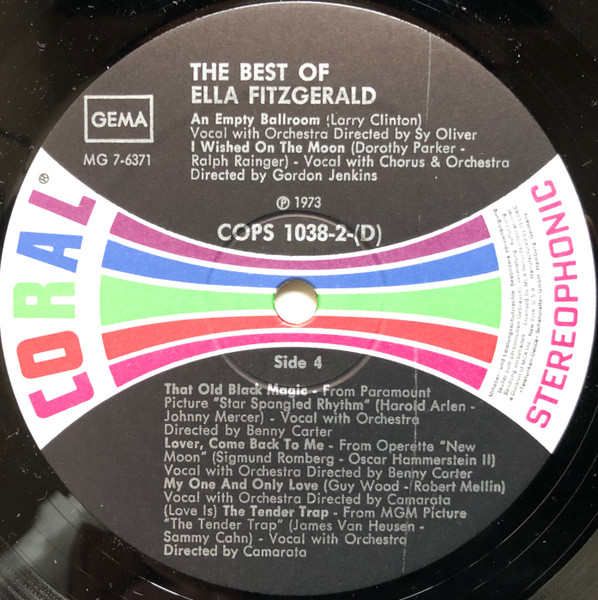 THE BEST OF
ELLA FITZGERALD
An Empty Ballroom (Larry Clinton)
Vocal with Orchestra Directed by Sy Oliver
I Wished On The Moon (Dorothy Parker -
Ralph Rainger) - Vocal with Chorus & Orchestra
Directed by Gordon Jenkins
GEMA
MG 7-6371
℗ 1973
COPS 1038-2-(D)
CORAL®
STEREOPHONIC
Side 4
That Old Black Magic - From Paramount
Picture "Star Spangled Rhythm" (Harold Arlen -
Johnny Mercer) - Vocal with Orchestra
Directed by Benny Carter
Lover, Come Back To Me - From Operette "New
Moon" (Sigmund Romberg - Oscar Hammerstein II)
Vocal with Orchestra Directed by Benny Carter
My One And Only Love (Guy Wood - Robert Mellin)
Vocal with Orchestra Directed by Camarata
(Love Is) The Tender Trap - From MGM Picture
"The Tender Trap" (James Van Heusen -
Sammy Cahn) - Vocal with Orchestra
Directed by Camarata